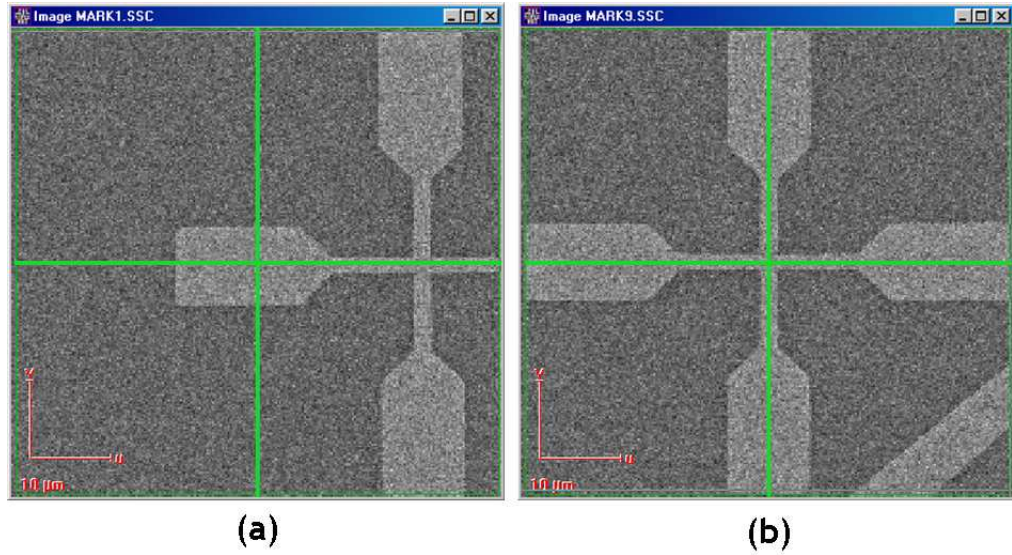 Image MARK1.SSC
Image MARK9.SSC
V
U
10 µm
V
U
10 µm
(a)
(b)